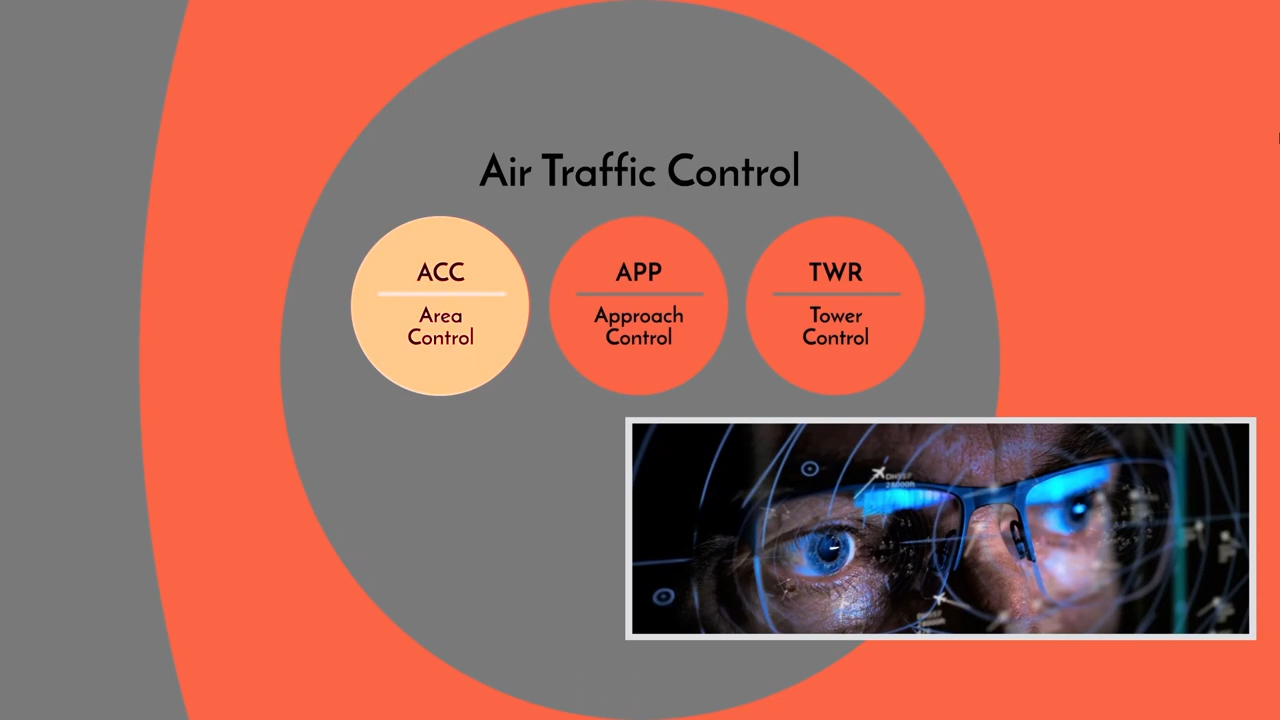 Air Traffic Control
ACC
Area
Control
APP
Approach
Control
TWR
Tower
Control